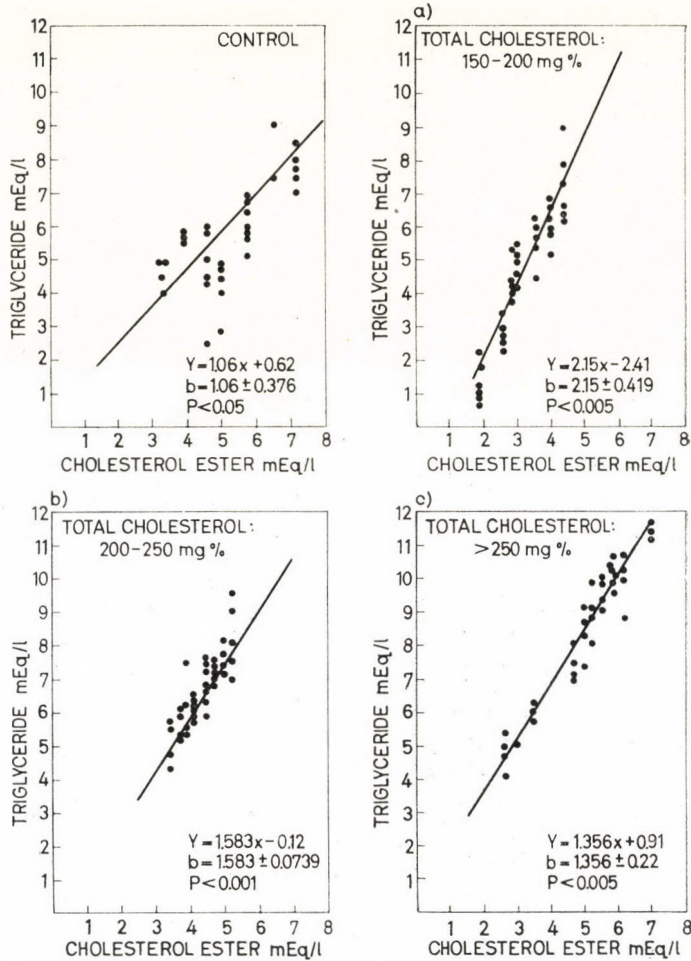 CONTROL
12
11
10
9
8
7
6
5
4
3
2
1
TRIGLYCERIDE mEq/l
Y=1.06x+0.62
b=1.06±0.376
P<0.05
1 2 3 4 5 6 7 8
CHOLESTEROL ESTER mEq/l
a)
TOTAL CHOLESTEROL:
150-200 mg %
12
11
10
9
8
7
6
5
4
3
2
1
TRIGLYCERIDE mEq/l
Y=2.15x-2.41
b=2.15±0.419
P<0.005
1 2 3 4 5 6 7 8
CHOLESTEROL ESTER mEq/l
b)
TOTAL CHOLESTEROL:
200-250 mg %
12
11
10
9
8
7
6
5
4
3
2
1
TRIGLYCERIDE mEq/l
Y=1.583x-0.12
b=1.583±0.0739
P<0.001
1 2 3 4 5 6 7 8
CHOLESTEROL ESTER mEq/l
c)
TOTAL CHOLESTEROL:
>250 mg %
12
11
10
9
8
7
6
5
4
3
2
1
TRIGLYCERIDE mEq/l
Y=1.356x+0.91
b=1.356±0.22
P<0.005
1 2 3 4 5 6 7 8
CHOLESTEROL ESTER mEq/l